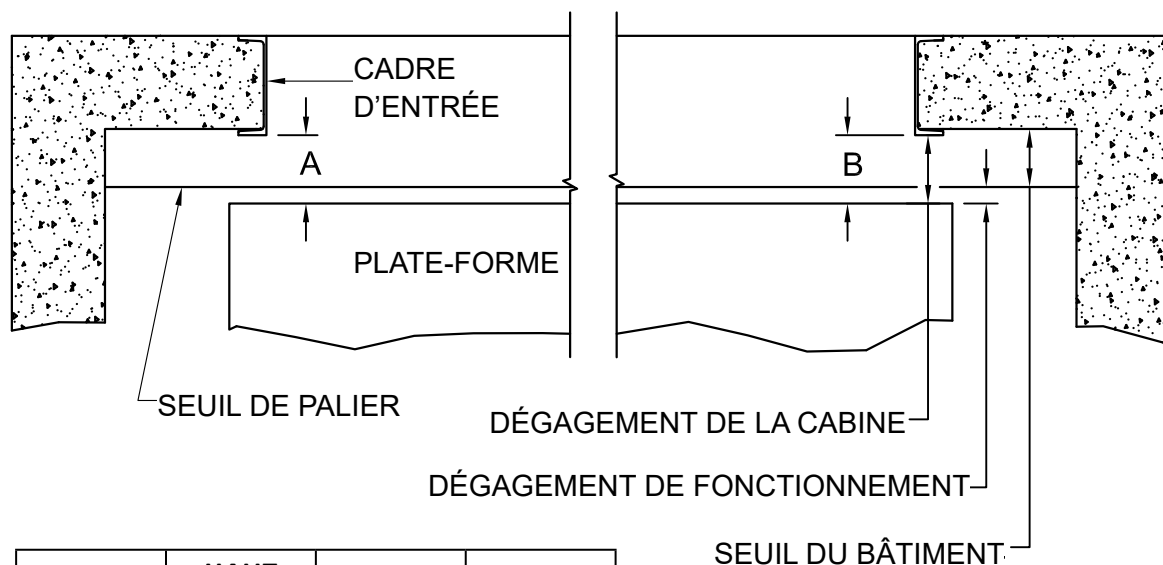 CADRE
D'ENTRÉE
A
B
PLATE-FORME
SEUIL DE PALIER
DÉGAGEMENT DE LA CABINE
DÉGAGEMENT DE FONCTIONNEMENT
SEUIL DU BÂTIMENT